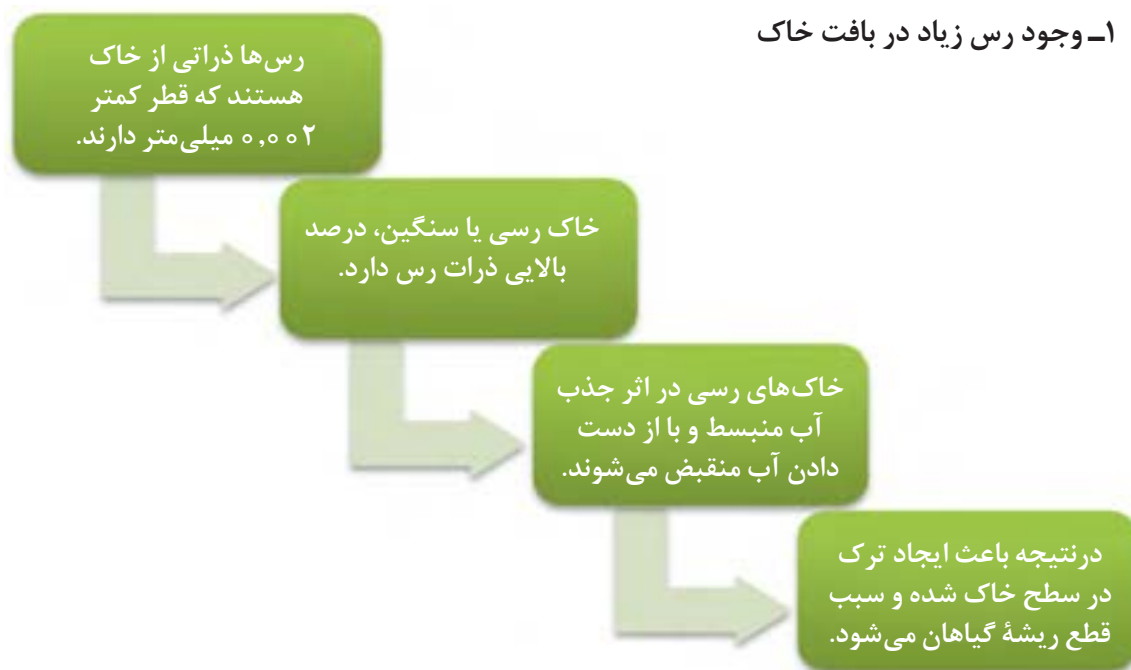 ۱ــ وجود رس زیاد در بافت خاک
رس‌ها ذراتی از خاک
هستند که قطر کمتر
۰٫۰۰۲ میلی‌متر دارند.
خاک رسی یا سنگین، درصد
بالایی ذرات رس دارد.
خاک‌های رسی در اثر جذب
آب منبسط و با از دست
دادن آب منقبض می‌شوند.
درنتیجه باعث ایجاد ترک
در سطح خاک شده و سبب
قطع ریشهٔ گیاهان می‌شود.